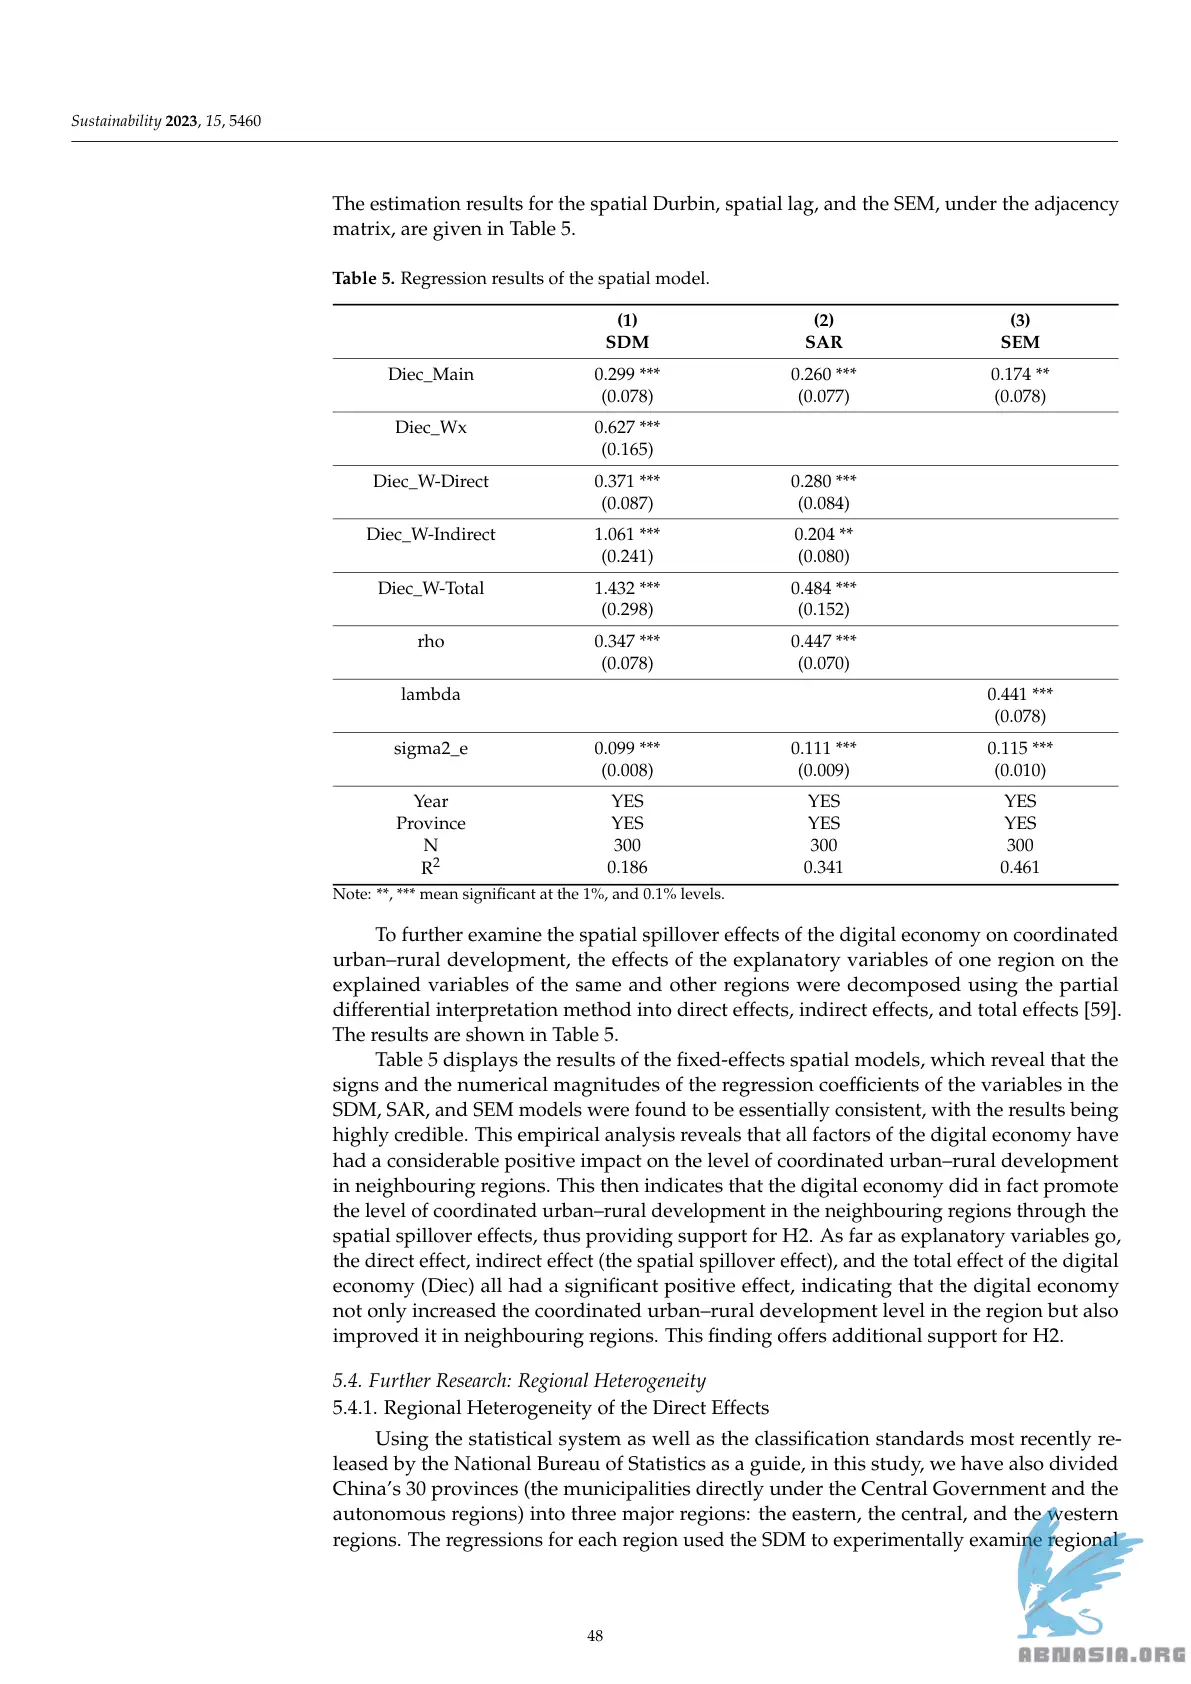 Sustainability 2023, 15, 5460
The estimation results for the spatial Durbin, spatial lag, and the SEM, under the adjacency
matrix, are given in Table 5.
Table 5. Regression results of the spatial model.
(1) (2) (3)
SDM SAR SEM
Diec_Main 0.299 *** 0.260 *** 0.174 **
(0.078) (0.077) (0.078)
Diec_Wx 0.627 ***
(0.165)
Diec_W-Direct 0.371 *** 0.280 ***
(0.087) (0.084)
Diec_W-Indirect 1.061 *** 0.204 **
(0.241) (0.080)
Diec_W-Total 1.432 *** 0.484 ***
(0.298) (0.152)
rho 0.347 *** 0.447 ***
(0.078) (0.070)
lambda 0.441 ***
(0.078)
sigma2_e 0.099 *** 0.111 *** 0.115 ***
(0.008) (0.009) (0.010)
Year YES YES YES
Province YES YES YES
N 300 300 300
R² 0.186 0.341 0.461
Note: **, *** mean significant at the 1%, and 0.1% levels.
To further examine the spatial spillover effects of the digital economy on coordinated
urban–rural development, the effects of the explanatory variables of one region on the
explained variables of the same and other regions were decomposed using the partial
differential interpretation method into direct effects, indirect effects, and total effects [59].
The results are shown in Table 5.
Table 5 displays the results of the fixed-effects spatial models, which reveal that the
signs and the numerical magnitudes of the regression coefficients of the variables in the
SDM, SAR, and SEM models were found to be essentially consistent, with the results being
highly credible. This empirical analysis reveals that all factors of the digital economy have
had a considerable positive impact on the level of coordinated urban–rural development
in neighbouring regions. This then indicates that the digital economy did in fact promote
the level of coordinated urban–rural development in the neighbouring regions through the
spatial spillover effects, thus providing support for H2. As far as explanatory variables go,
the direct effect, indirect effect (the spatial spillover effect), and the total effect of the digital
economy (Diec) all had a significant positive effect, indicating that the digital economy
not only increased the coordinated urban–rural development level in the region but also
improved it in neighbouring regions. This finding offers additional support for H2.
5.4. Further Research: Regional Heterogeneity
5.4.1. Regional Heterogeneity of the Direct Effects
Using the statistical system as well as the classification standards most recently re-
leased by the National Bureau of Statistics as a guide, in this study, we have also divided
China's 30 provinces (the municipalities directly under the Central Government and the
autonomous regions) into three major regions: the eastern, the central, and the western
regions. The regressions for each region used the SDM to experimentally examine regional
48
ABNASIA.ORG